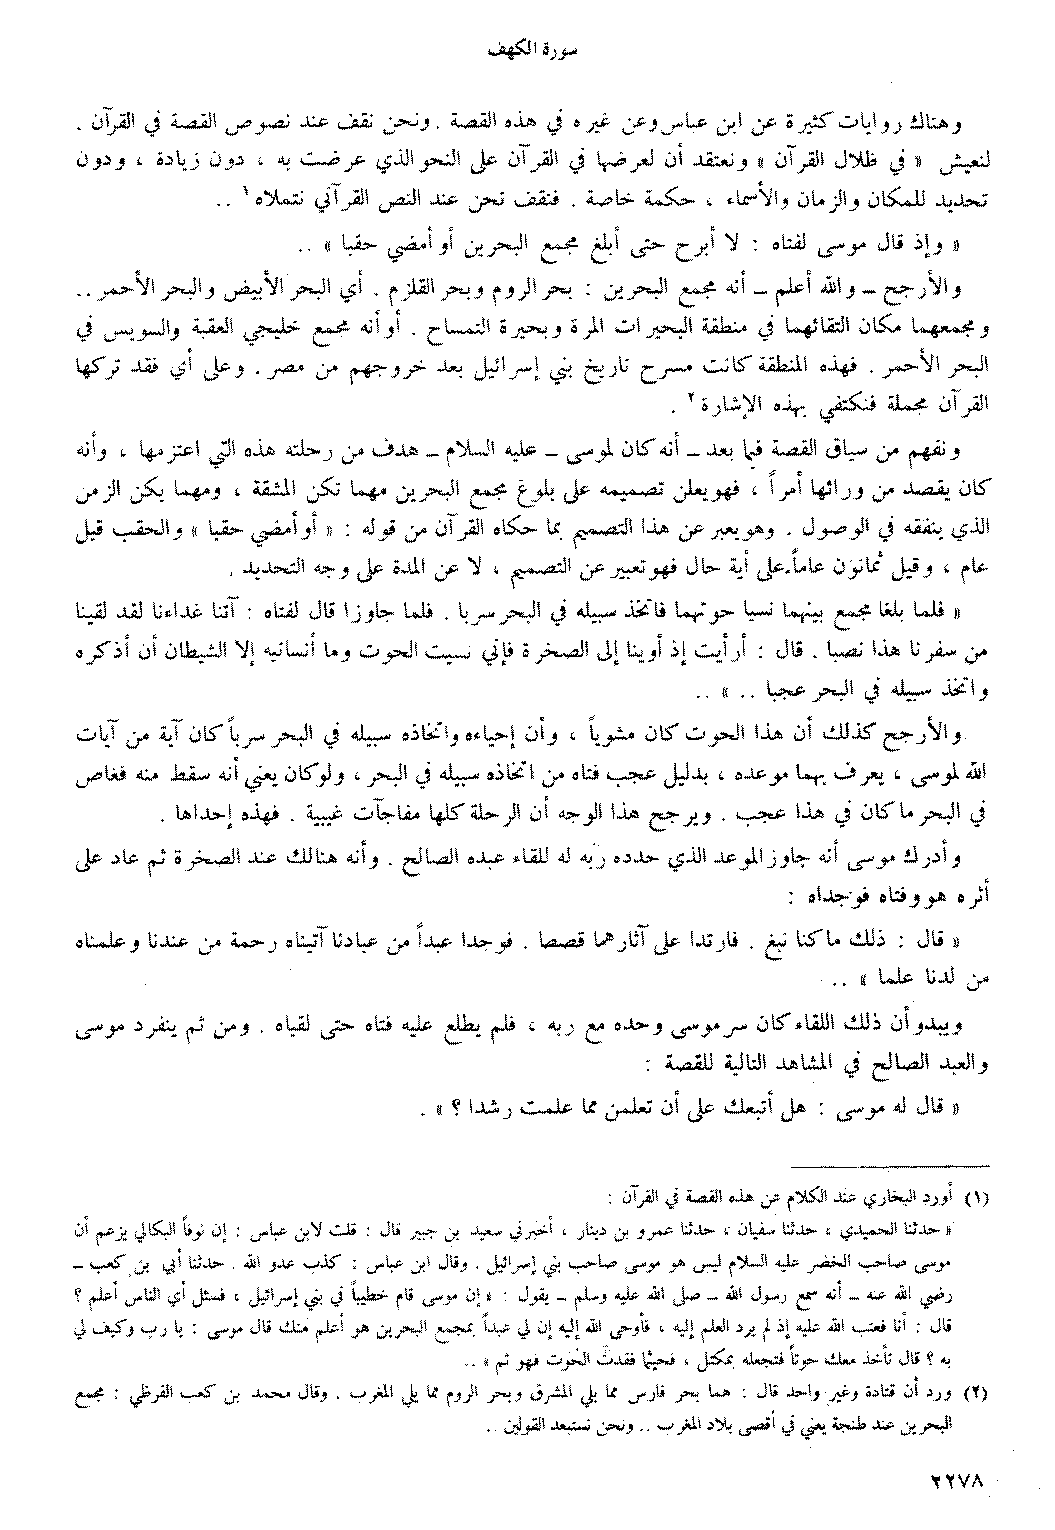 سورة الكهف
وهناك روايات كثيرة عن ابن عباس وعن غيره في هذه القصة . ونحن نقف عند نصوص القصة في القرآن .
لنعيش « في ظلال القرآن » ونعتقد أن لعرضها في القرآن على النحو الذي عرضت به ، دون زيادة ، ودون
تحديد للمكان والزمان والأسماء ، حكمة خاصة . فنقف نحن عند النص القرآني نتملاه ١ ..
« وإذ قال موسى لفتاه : لا أبرح حتى أبلغ مجمع البحرين أو أمضي حقبا » ..
والأرجح – والله أعلم – أنه مجمع البحرين : بحر الروم وبحر القلزم . أي البحر الأبيض والبحر الأحمر ..
ومجمعهما مكان التقائهما في منطقة البحيرات المرة وبحيرة التمساح . أو أنه مجمع خليجي العقبة والسويس في
البحر الأحمر . فهذه المنطقة كانت مسرح تاريخ بني إسرائيل بعد خروجهم من مصر . وعلى أي فقد تركها
القرآن مجملة فنكتفي بهذه الإشارة ٢ .
ونفهم من سياق القصة فيما بعد – أنه كان لموسى – عليه السلام – هدف من رحلته هذه التي اعتزمها ، وأنه
كان يقصد من ورائها أمراً ، فهو يعلن تصميمه على بلوغ مجمع البحرين مهما تكن المشقة ، ومهما يكن الزمن
الذي ينفقه في الوصول . وهو يعبر عن هذا التصميم بما حكاه القرآن من قوله : « أو أمضي حقبا » والحقب قيل
عام ، وقيل ثمانون عاماً. على أية حال فهو تعبير عن التصميم ، لا عن المدة على وجه التحديد .
« فلما بلغا مجمع بينهما نسيا حوتهما فاتخذ سبيله في البحر سربا . فلما جاوزا قال لفتاه : آتنا غداءنا لقد لقينا
من سفرنا هذا نصبا . قال : أرأيت إذ أوينا إلى الصخرة فإني نسيت الحوت وما أنسانيه إلا الشيطان أن أذكره
واتخذ سبيله في البحر عجبا .. » ..
والأرجح كذلك أن هذا الحوت كان مشوياً ، وأن إحياءه واتخاذه سبيله في البحر سرباً كان آية من آيات
الله لموسى ، يعرف بهما موعده ، بدليل عجب فتاه من اتخاذه سبيله في البحر ، ولو كان يعني أنه سقط منه فغاص
في البحر ما كان في هذا عجب . ويرجح هذا الوجه أن الرحلة كلها مفاجآت غيبية . فهذه إحداها .
وأدرك موسى أنه جاوز الموعد الذي حدده ربه له للقاء عبده الصالح . وأنه هنالك عند الصخرة ثم عاد على
أثره هو وفتاه فوجداه :
« قال : ذلك ما كنا نبغ . فارتدا على آثارهما قصصا . فوجدا عبداً من عبادنا آتيناه رحمة من عندنا وعلمناه
من لدنا علما » ..
ويبدو أن ذلك اللقاء كان سر موسى وحده مع ربه ، فلم يطلع عليه فتاه حتى لقياه . ومن ثم ينفرد موسى
والعبد الصالح في المشاهد التالية للقصة :
« قال له موسى : هل أتبعك على أن تعلمن مما علمت رشدا ؟ » .
(١) أورد البخاري عند الكلام عن هذه القصة في القرآن :
« حدثنا الحميدي ، حدثنا سفيان ، حدثنا عمرو بن دينار ، أخبرني سعيد بن جبير قال : قلت لابن عباس : إن نوفاً البكالي يزعم أن
موسى صاحب الخضر عليه السلام ليس هو موسى صاحب بني إسرائيل . وقال ابن عباس : كذب عدو الله . حدثنا أبي بن كعب –
رضي الله عنه – أنه سمع رسول الله – صلى الله عليه وسلم – يقول : « إن موسى قام خطيباً في بني إسرائيل ، فسئل أي الناس أعلم ؟
قال : أنا فعتب الله عليه إذ لم يرد العلم إليه ، فأوحى الله إليه إن لي عبداً بمجمع البحرين هو أعلم منك قال موسى : يا رب وكيف لي
به ؟ قال تأخذ معك حوتاً فتجعله بمكتل ، فحيثما فقدت الحوت فهو ثم » ..
(٢) ورد أن قتادة وغير واحد قال : هما بحر فارس مما يلي المشرق وبحر الروم مما يلي المغرب . وقال محمد بن كعب القرظي : مجمع
البحرين عند طنجة يعني في أقصى بلاد المغرب .. ونحن نستبعد القولين ..
٢٢٧٨